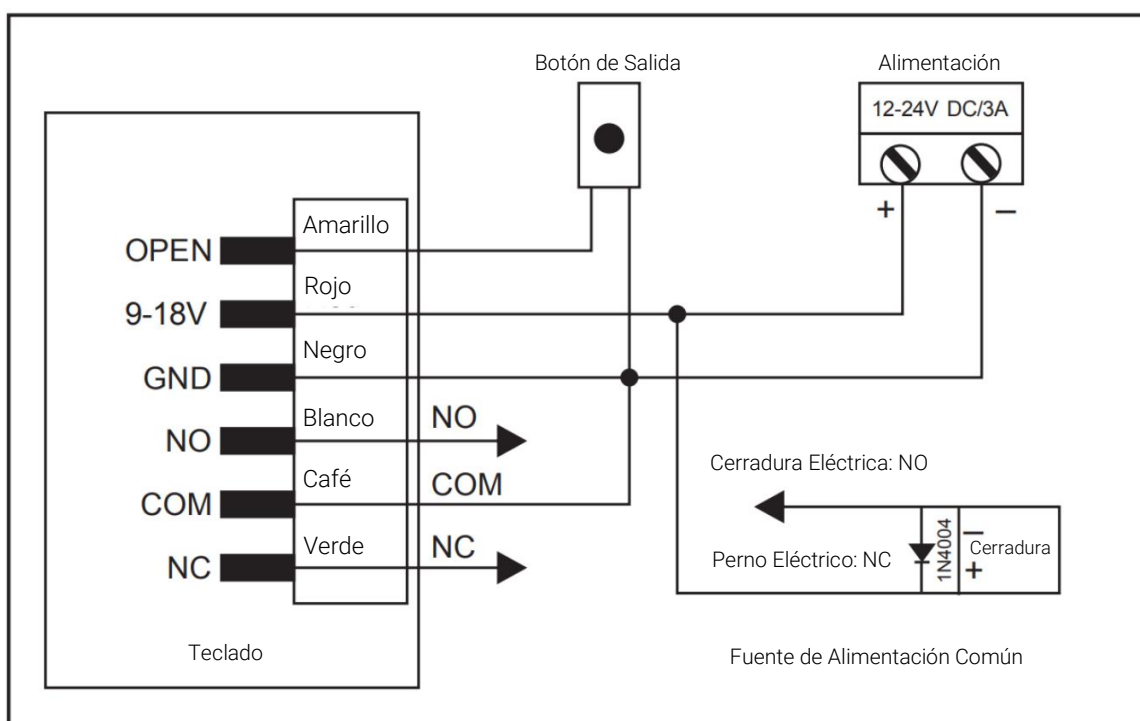 Botón de Salida
Alimentación
12-24V DC/3A
+
−
OPEN
Amarillo
9-18V
Rojo
GND
Negro
NO
Blanco
NO
COM
Café
COM
NC
Verde
NC
Teclado
Cerradura Eléctrica: NO
Perno Eléctrico: NC
1N4004
−
+
Cerradura
Fuente de Alimentación Común